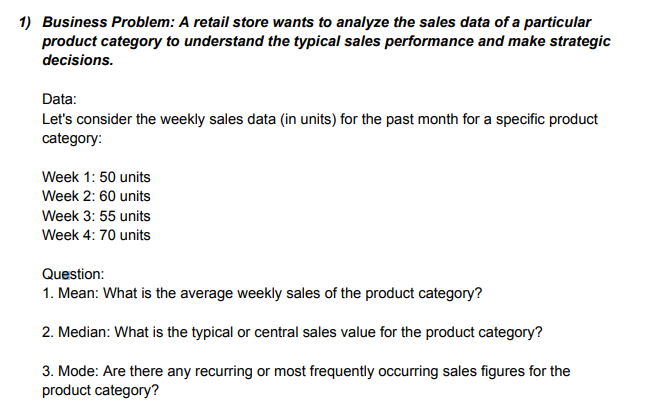 1) Business Problem: A retail store wants to analyze the sales data of a particular
product category to understand the typical sales performance and make strategic
decisions.
Data:
Let's consider the weekly sales data (in units) for the past month for a specific product
category:
Week 1: 50 units
Week 2: 60 units
Week 3: 55 units
Week 4: 70 units
Question:
1. Mean: What is the average weekly sales of the product category?
2. Median: What is the typical or central sales value for the product category?
3. Mode: Are there any recurring or most frequently occurring sales figures for the
product category?